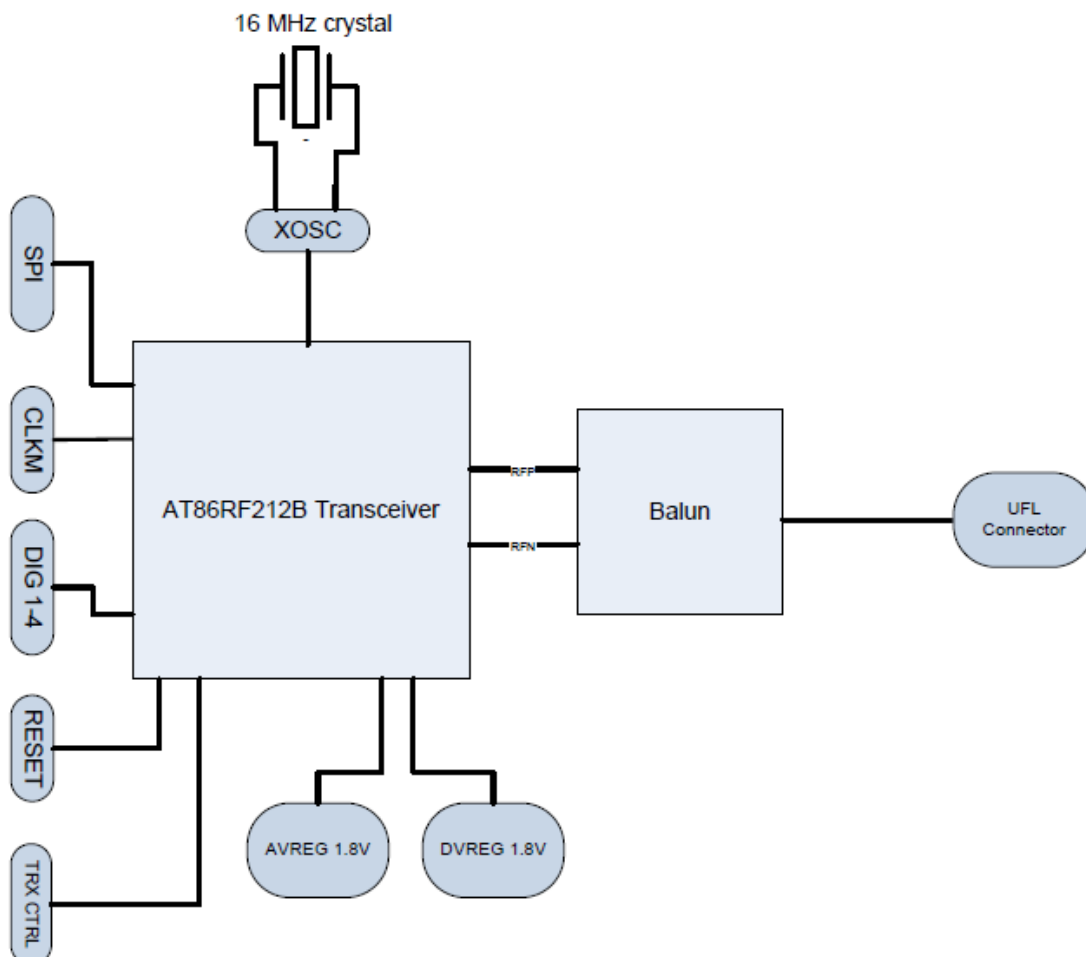 16 MHz crystal
XOSC
SPI
CLKM
DIG 1-4
RESET
TRX CTRL
AT86RF212B Transceiver
RFP
RFN
Balun
UFL
Connector
AVREG 1.8V
DVREG 1.8V